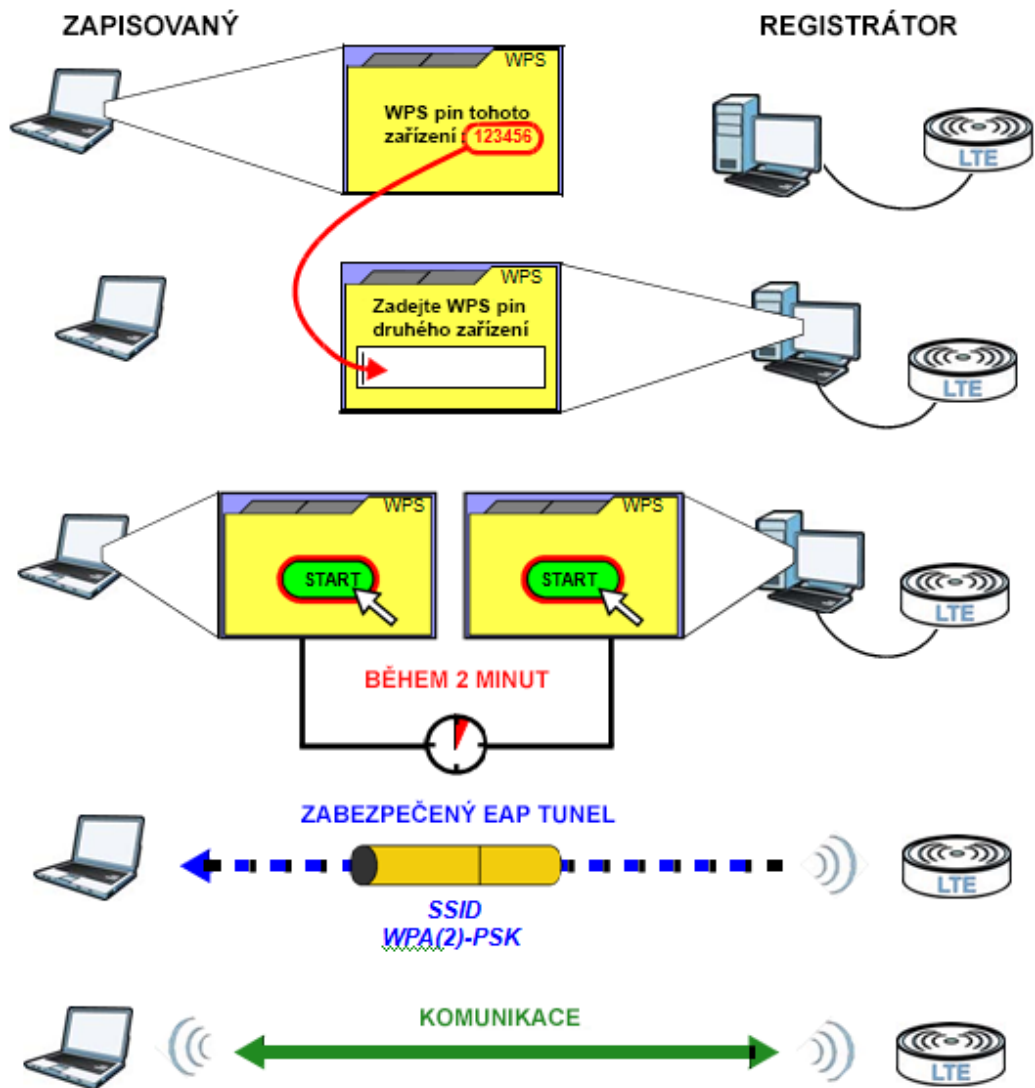 ZAPISOVANÝ
REGISTRÁTOR
WPS
WPS pin tohoto
zařízení : 123456
LTE
WPS
Zadejte WPS pin
druhého zařízení
LTE
WPS
WPS
START
START
LTE
BĚHEM 2 MINUT
ZABEZPEČENÝ EAP TUNEL
LTE
SSID
WPA(2)-PSK
KOMUNIKACE
LTE